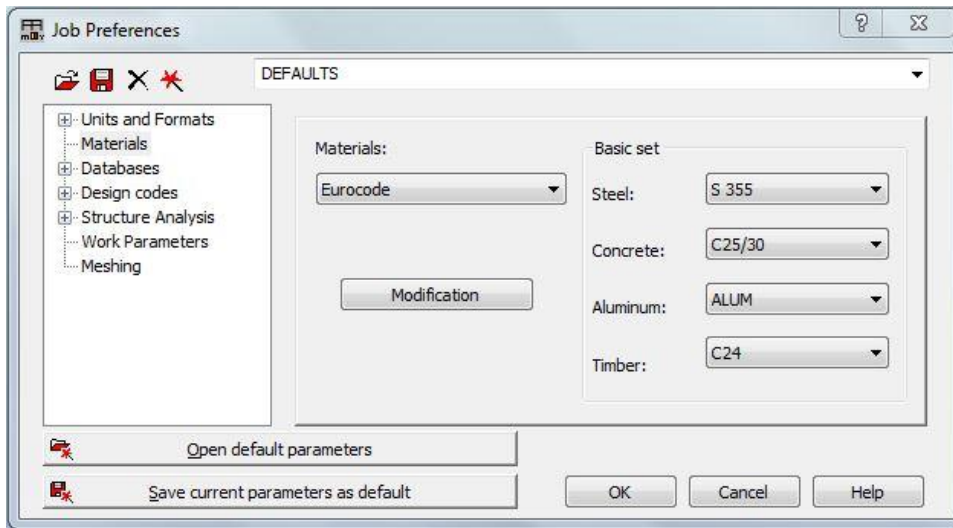 Job Preferences
DEFAULTS
Units and Formats
Materials
Databases
Design codes
Structure Analysis
Work Parameters
Meshing
Materials:
Eurocode
Modification
Basic set
Steel: S 355
Concrete: C25/30
Aluminum: ALUM
Timber: C24
Open default parameters
Save current parameters as default
OK Cancel Help